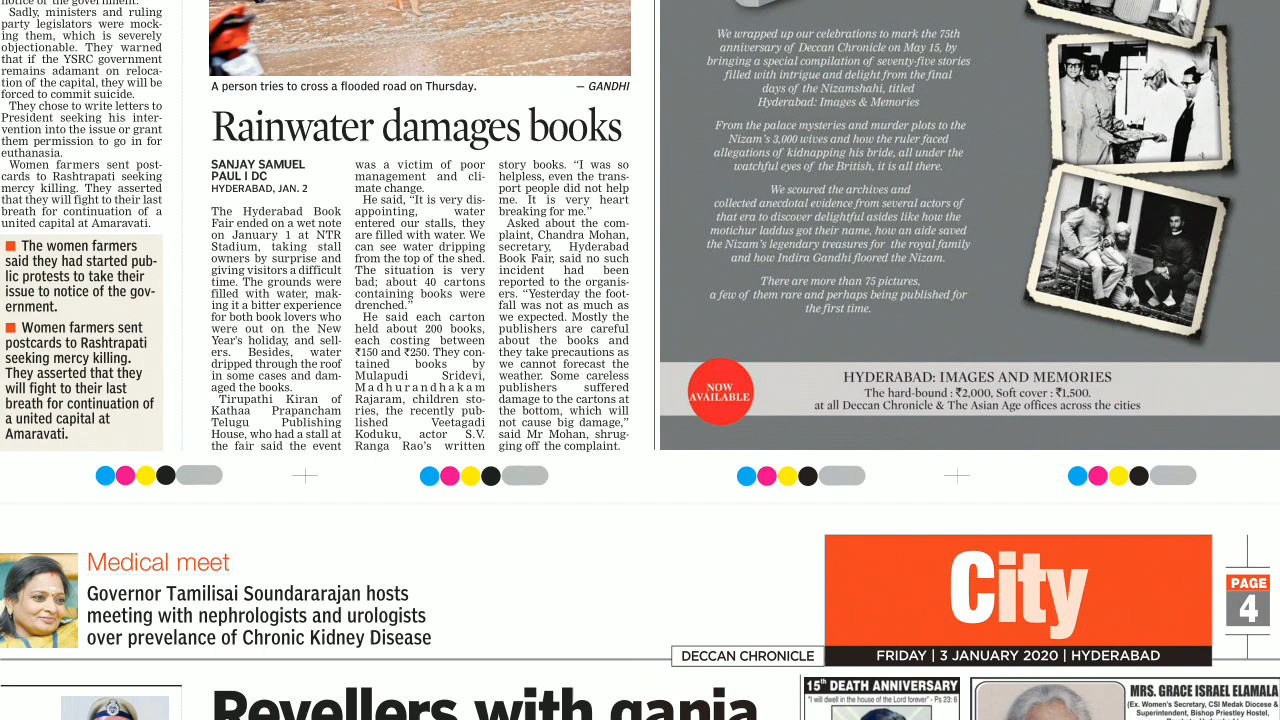 notice of the government.
Sadly, ministers and ruling
party legislators were mock-
ing them, which is severely
objectionable. They warned
that if the YSRC government
remains adamant on reloca-
tion of the capital, they will be
forced to commit suicide.
They chose to write letters to
President seeking his inter-
vention into the issue or grant
them permission to go in for
euthanasia.
Women farmers sent post-
cards to Rashtrapati seeking
mercy killing. They asserted
that they will fight to their last
breath for continuation of a
united capital at Amaravati.
The women farmers
said they had started pub-
lic protests to take their
issue to notice of the gov-
ernment.
Women farmers sent
postcards to Rashtrapati
seeking mercy killing.
They asserted that they
will fight to their last
breath for continuation of
a united capital at
Amaravati.
A person tries to cross a flooded road on Thursday. — GANDHI
Rainwater damages books
SANJAY SAMUEL
PAUL I DC
HYDERABAD, JAN. 2
The Hyderabad Book
Fair ended on a wet note
on January 1 at NTR
Stadium, taking stall
owners by surprise and
giving visitors a difficult
time. The grounds were
filled with water, mak-
ing it a bitter experience
for both book lovers who
were out on the New
Year's holiday, and sell-
ers. Besides, water
dripped through the roof
in some cases and dam-
aged the books.
Tirupathi Kiran of
Kathaa Prapancham
Telugu Publishing
House, who had a stall at
the fair said the event
was a victim of poor
management and cli-
mate change.
He said, "It is very dis-
appointing, water
entered our stalls, they
are filled with water. We
can see water dripping
from the top of the shed.
The situation is very
bad; about 40 cartons
containing books were
drenched."
He said each carton
held about 200 books,
each costing between
₹150 and ₹250. They con-
tained books by
Mulapudi Sridevi,
Madhurandhakam
Rajaram, children sto-
ries, the recently pub-
lished Veetagadi
Koduku, actor S.V.
Ranga Rao's written
story books. "I was so
helpless, even the trans-
port people did not help
me. It is very heart
breaking for me."
Asked about the com-
plaint, Chandra Mohan,
secretary, Hyderabad
Book Fair, said no such
incident had been
reported to the organis-
ers. "Yesterday the foot-
fall was not as much as
we expected. Mostly the
publishers are careful
about the books and
they take precautions as
we cannot forecast the
weather. Some careless
publishers suffered
damage to the cartons at
the bottom, which will
not cause big damage,"
said Mr Mohan, shrug-
ging off the complaint.
We wrapped up our celebrations to mark the 75th
anniversary of Deccan Chronicle on May 15, by
bringing a special compilation of seventy-five stories
filled with intrigue and delight from the final
days of the Nizamshahi, titled
Hyderabad: Images & Memories
From the palace mysteries and murder plots to the
Nizam's 3,000 wives and how the ruler faced
allegations of kidnapping his bride, all under the
watchful eyes of the British, it is all there.
We scoured the archives and
collected anecdotal evidence from several actors of
that era to discover delightful asides like how the
motichur laddus got their name, how an aide saved
the Nizam's legendary treasures for the royal family
and how Indira Gandhi floored the Nizam.
There are more than 75 pictures,
a few of them rare and perhaps being published for
the first time.
NOW
AVAILABLE
HYDERABAD: IMAGES AND MEMORIES
The hard-bound : ₹2,000, Soft cover : ₹1,500.
at all Deccan Chronicle & The Asian Age offices across the cities
Medical meet
Governor Tamilisai Soundararajan hosts
meeting with nephrologists and urologists
over prevelance of Chronic Kidney Disease
City
PAGE
4
DECCAN CHRONICLE
FRIDAY | 3 JANUARY 2020 | HYDERABAD
Revellers with ganja
15th DEATH ANNIVERSARY
"I will dwell in the house of the Lord forever" - Ps 23: 6
MRS. GRACE ISRAEL ELAMALA
(Ex. Women's Secretary, CSI Medak Diocese &
Superintendent, Bishop Priestley Hostel,